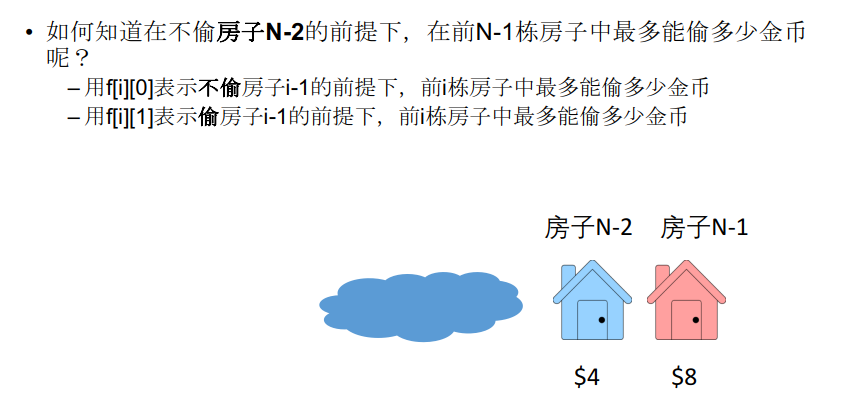 • 如何知道在不偷房子N-2的前提下，在前N-1栋房子中最多能偷多少金币
呢？
– 用f[i][0]表示不偷房子i-1的前提下，前i栋房子中最多能偷多少金币
– 用f[i][1]表示偷房子i-1的前提下，前i栋房子中最多能偷多少金币
房子N-2 房子N-1
$4 $8